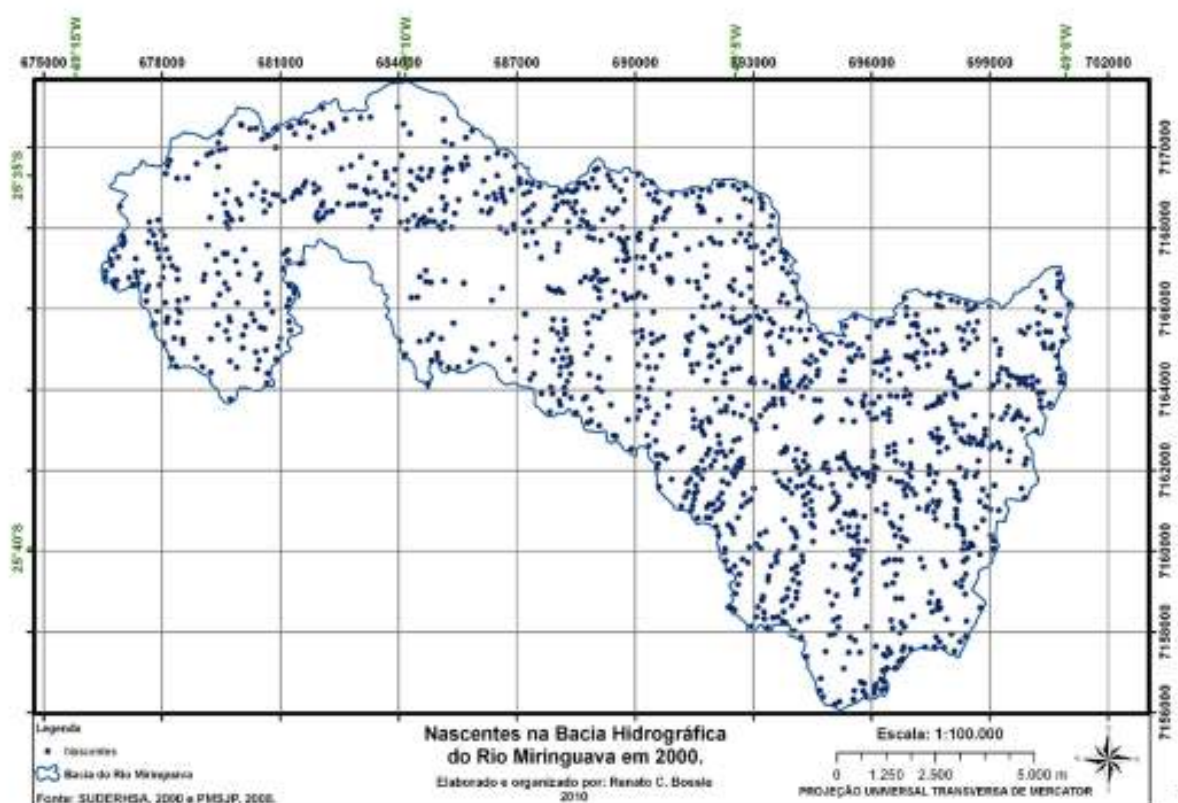 49°15'W 49°10'W 49°5'W 49°0'W
675000 678000 681000 684000 687000 690000 693000 696000 699000 702000
25°35'S
25°40'S
7170000
7168000
7166000
7164000
7162000
7160000
7158000
7156000
Legenda
Nascentes
Bacia do Rio Miringuava
Fonte: SUDERHSA, 2000 e PMSJP, 2008.
Nascentes na Bacia Hidrográfica
do Rio Miringuava em 2000.
Elaborado e organizado por: Renato C. Bossle
2010
Escala: 1:100.000
0 1.250 2.500 5.000 m
PROJEÇÃO UNIVERSAL TRANSVERSA DE MERCATOR